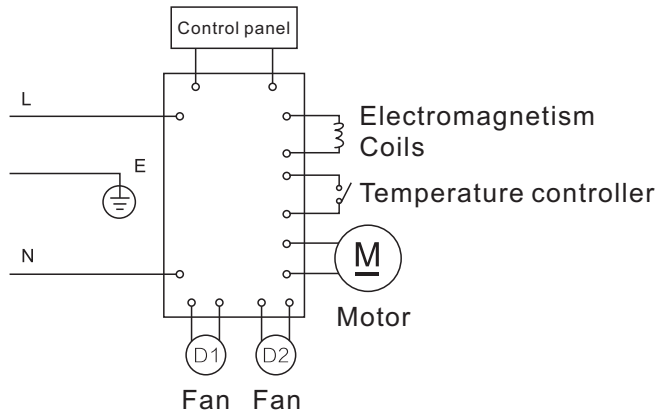 Control panel
L
Electromagnetism
Coils
E
Temperature controller
N
M
Motor
D1 D2
Fan Fan